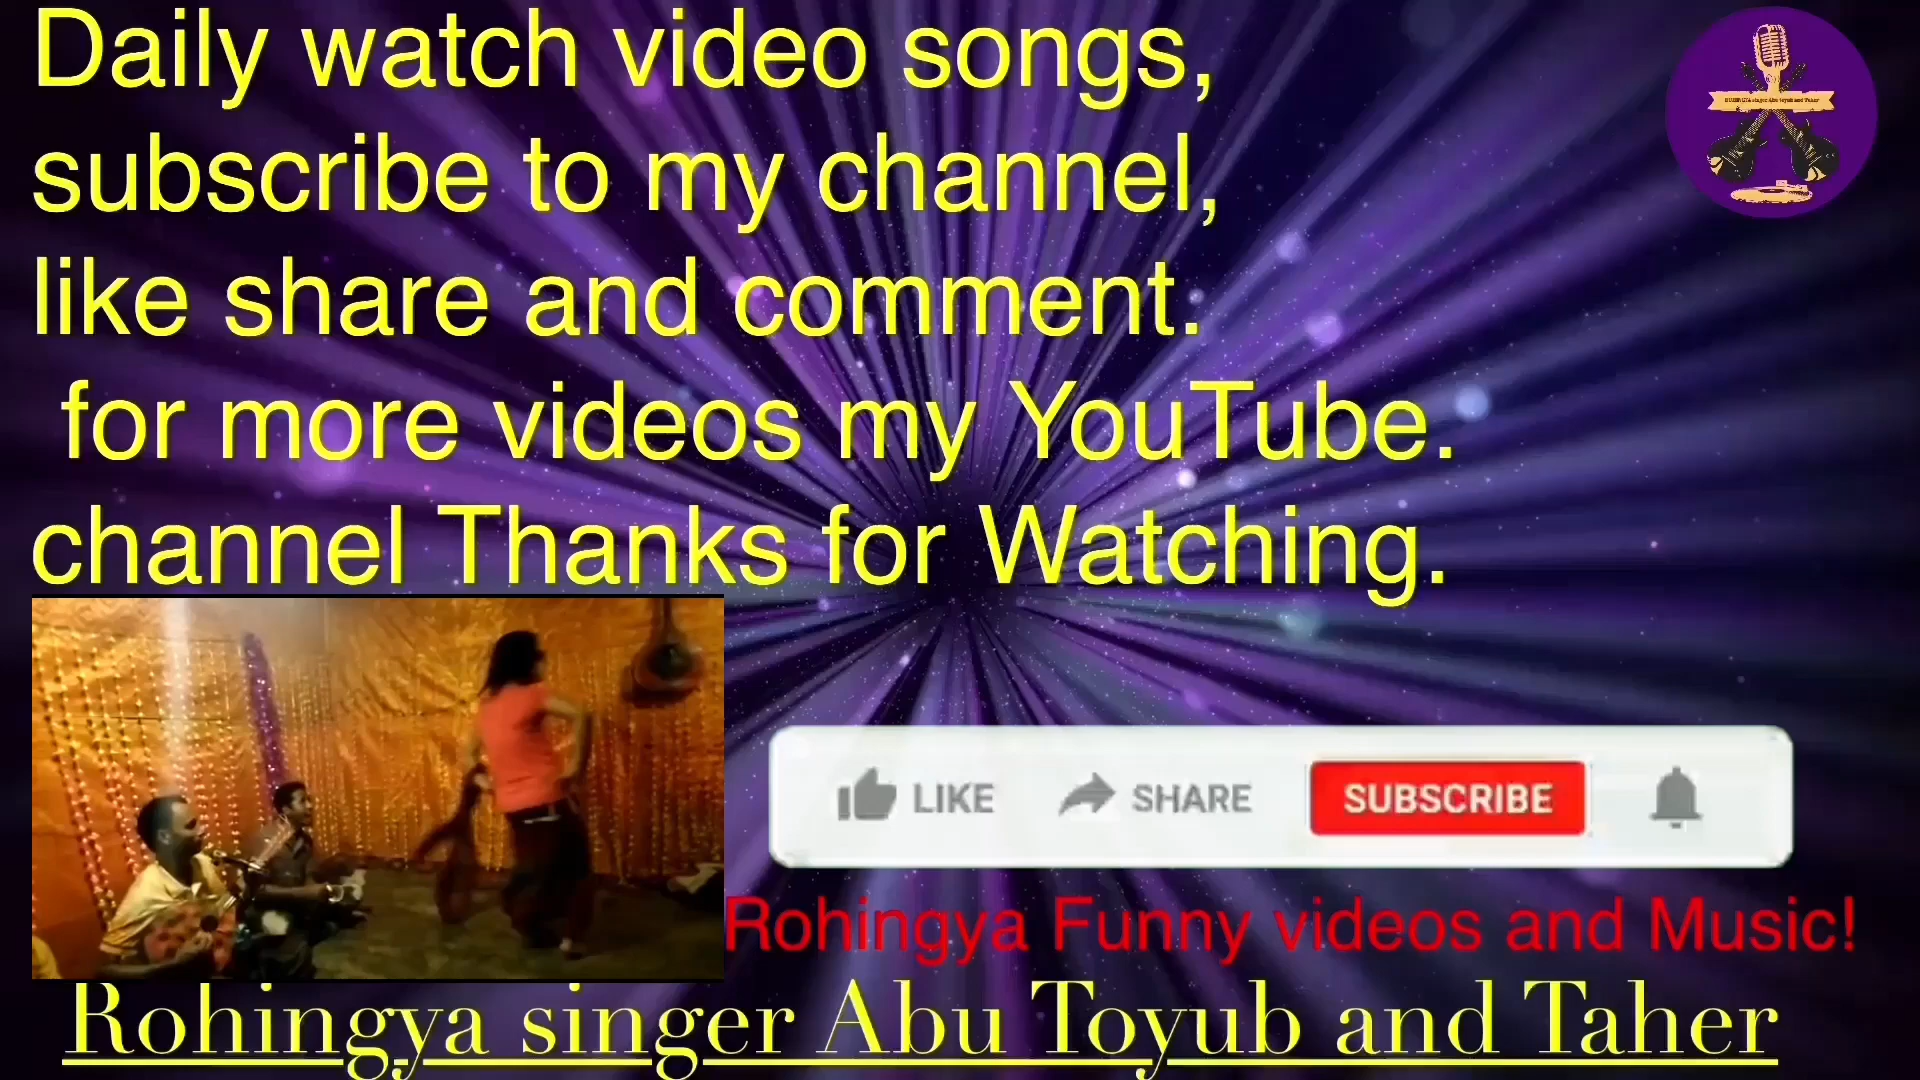 Daily watch video songs,
subscribe to my channel,
like share and comment.
for more videos my YouTube.
channel Thanks for Watching.
LIKE SHARE SUBSCRIBE
Rohingya Funny videos and Music!
Rohingya singer Abu Toyub and Taher